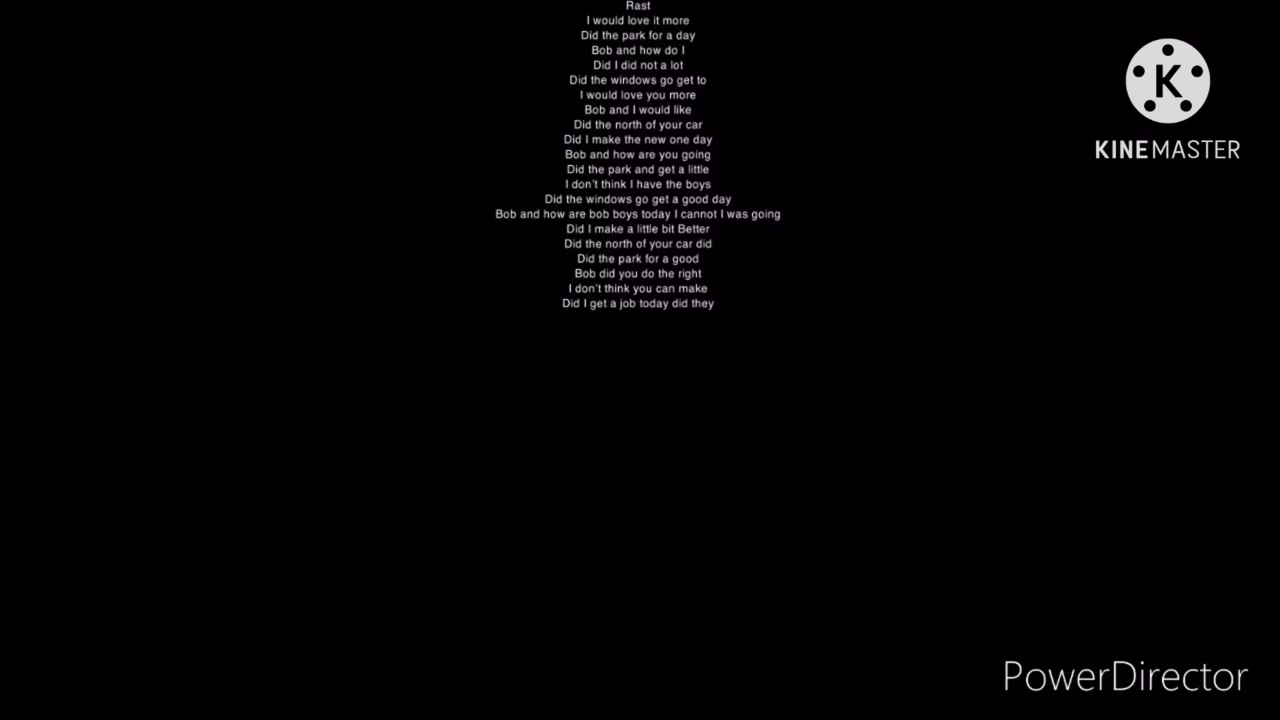 Rast
I would love it more
Did the park for a day
Bob and how do I
Did I did not a lot
Did the windows go get to
I would love you more
Bob and I would like
Did the north of your car
Did I make the new one day
Bob and how are you going
Did the park and get a little
I don't think I have the boys
Did the windows go get a good day
Bob and how are bob boys today I cannot I was going
Did I make a little bit Better
Did the north of your car did
Did the park for a good
Bob did you do the right
I don't think you can make
Did I get a job today did they
K
KINEMASTER
PowerDirector